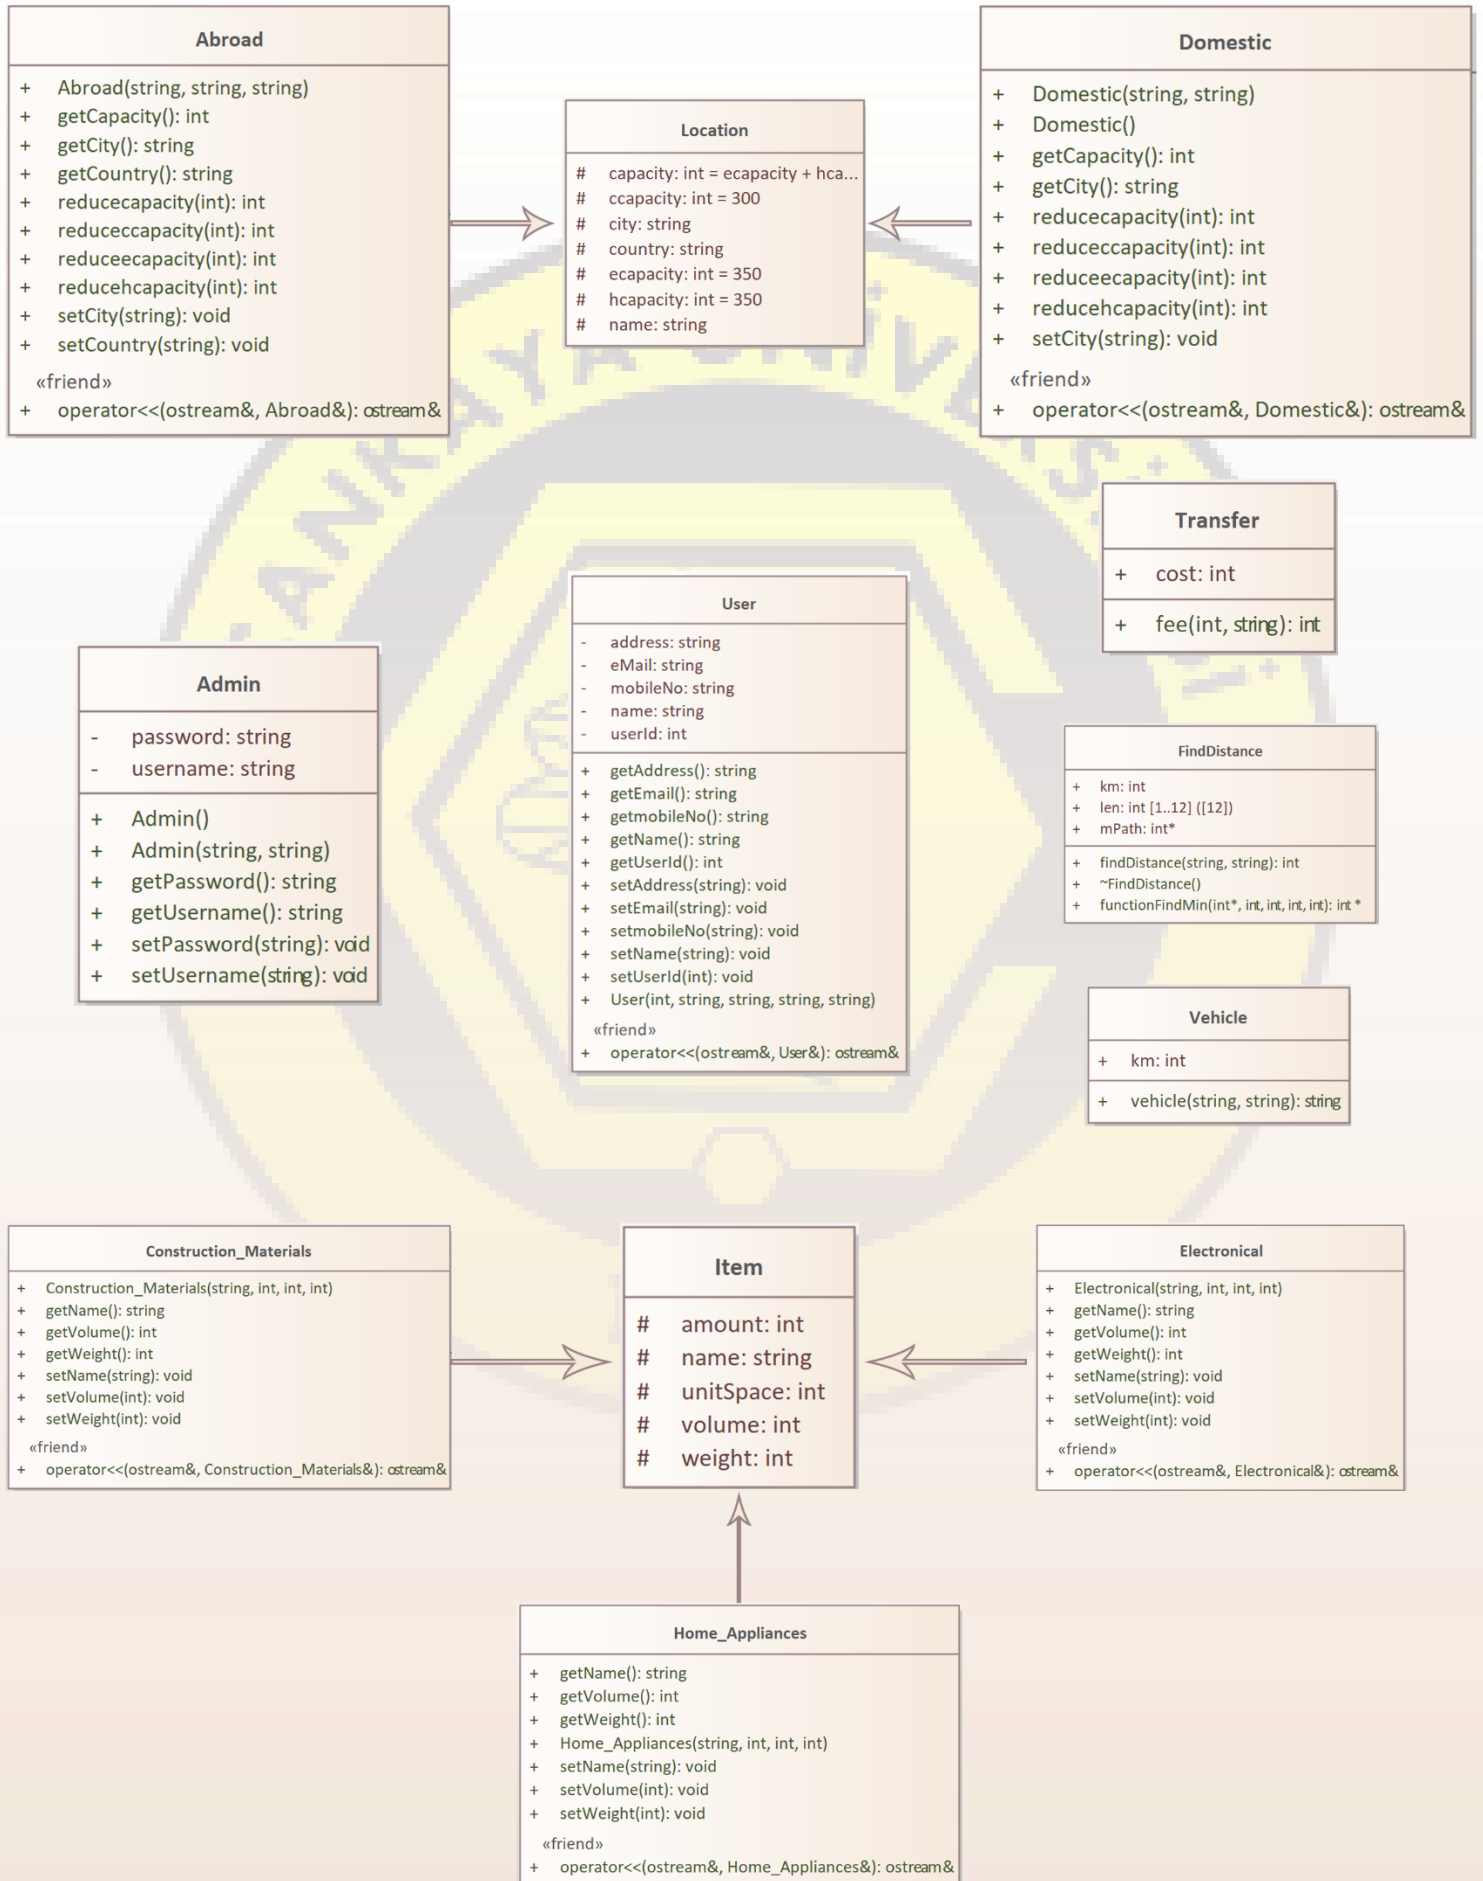 Abroad
+ Abroad(string, string, string)
+ getCapacity(): int
+ getCity(): string
+ getCountry(): string
+ reducecapacity(int): int
+ reduceccapacity(int): int
+ reduceecapacity(int): int
+ reducehcapacity(int): int
+ setCity(string): void
+ setCountry(string): void
«friend»
+ operator<<(ostream&, Abroad&): ostream&
Location
# capacity: int = ecapacity + hca...
# ccapacity: int = 300
# city: string
# country: string
# ecapacity: int = 350
# hcapacity: int = 350
# name: string
Domestic
+ Domestic(string, string)
+ Domestic()
+ getCapacity(): int
+ getCity(): string
+ reducecapacity(int): int
+ reduceccapacity(int): int
+ reduceecapacity(int): int
+ reducehcapacity(int): int
+ setCity(string): void
«friend»
+ operator<<(ostream&, Domestic&): ostream&
Transfer
+ cost: int
+ fee(int, string): int
User
- address: string
- eMail: string
- mobileNo: string
- name: string
- userId: int
+ getAddress(): string
+ getEmail(): string
+ getmobileNo(): string
+ getName(): string
+ getUserId(): int
+ setAddress(string): void
+ setEmail(string): void
+ setmobileNo(string): void
+ setName(string): void
+ setUserId(int): void
+ User(int, string, string, string, string)
«friend»
+ operator<<(ostream&, User&): ostream&
Admin
- password: string
- username: string
+ Admin()
+ Admin(string, string)
+ getPassword(): string
+ getUsername(): string
+ setPassword(string): void
+ setUsername(string): void
FindDistance
+ km: int
+ len: int [1..12] ([12])
+ mPath: int*
+ findDistance(string, string): int
+ ~FindDistance()
+ functionFindMin(int*, int, int, int, int): int *
Vehicle
+ km: int
+ vehicle(string, string): string
Construction_Materials
+ Construction_Materials(string, int, int, int)
+ getName(): string
+ getVolume(): int
+ getWeight(): int
+ setName(string): void
+ setVolume(int): void
+ setWeight(int): void
«friend»
+ operator<<(ostream&, Construction_Materials&): ostream&
Item
# amount: int
# name: string
# unitSpace: int
# volume: int
# weight: int
Electronical
+ Electronical(string, int, int, int)
+ getName(): string
+ getVolume(): int
+ getWeight(): int
+ setName(string): void
+ setVolume(int): void
+ setWeight(int): void
«friend»
+ operator<<(ostream&, Electronical&): ostream&
Home_Appliances
+ getName(): string
+ getVolume(): int
+ getWeight(): int
+ Home_Appliances(string, int, int, int)
+ setName(string): void
+ setVolume(int): void
+ setWeight(int): void
«friend»
+ operator<<(ostream&, Home_Appliances&): ostream&